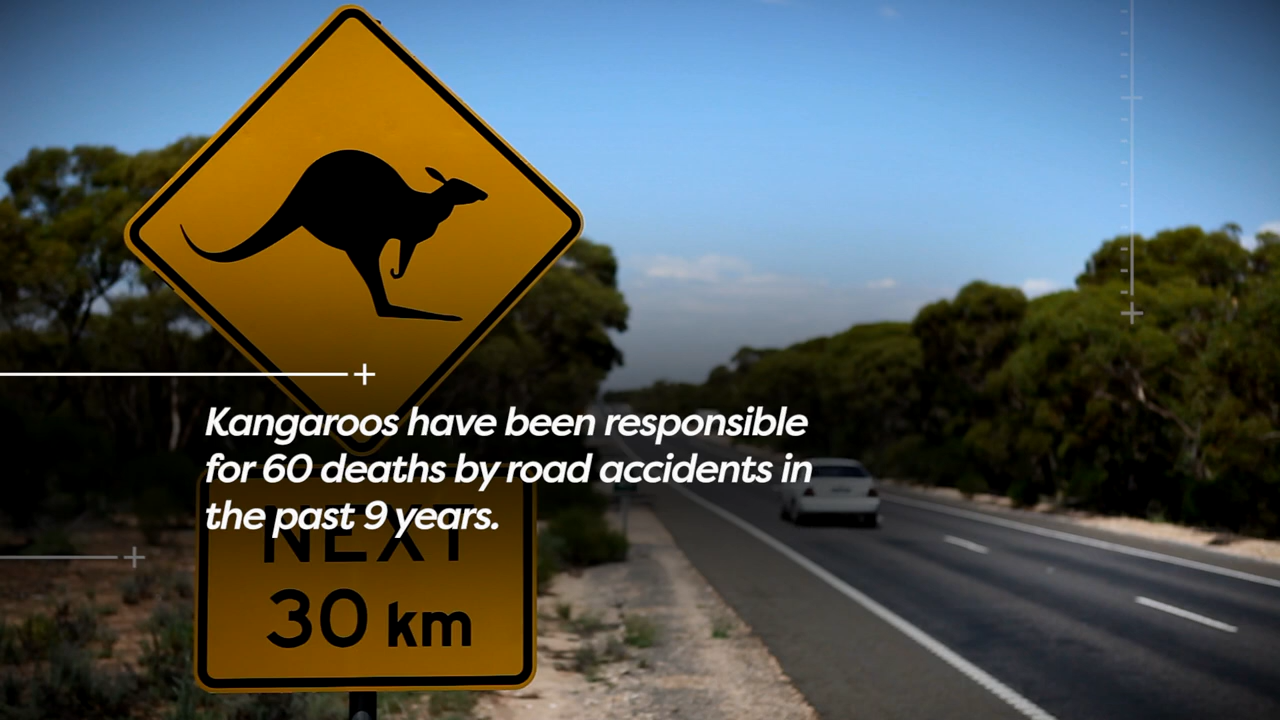 Kangaroos have been responsible
for 60 deaths by road accidents in
the past 9 years.
NEXT
30 km